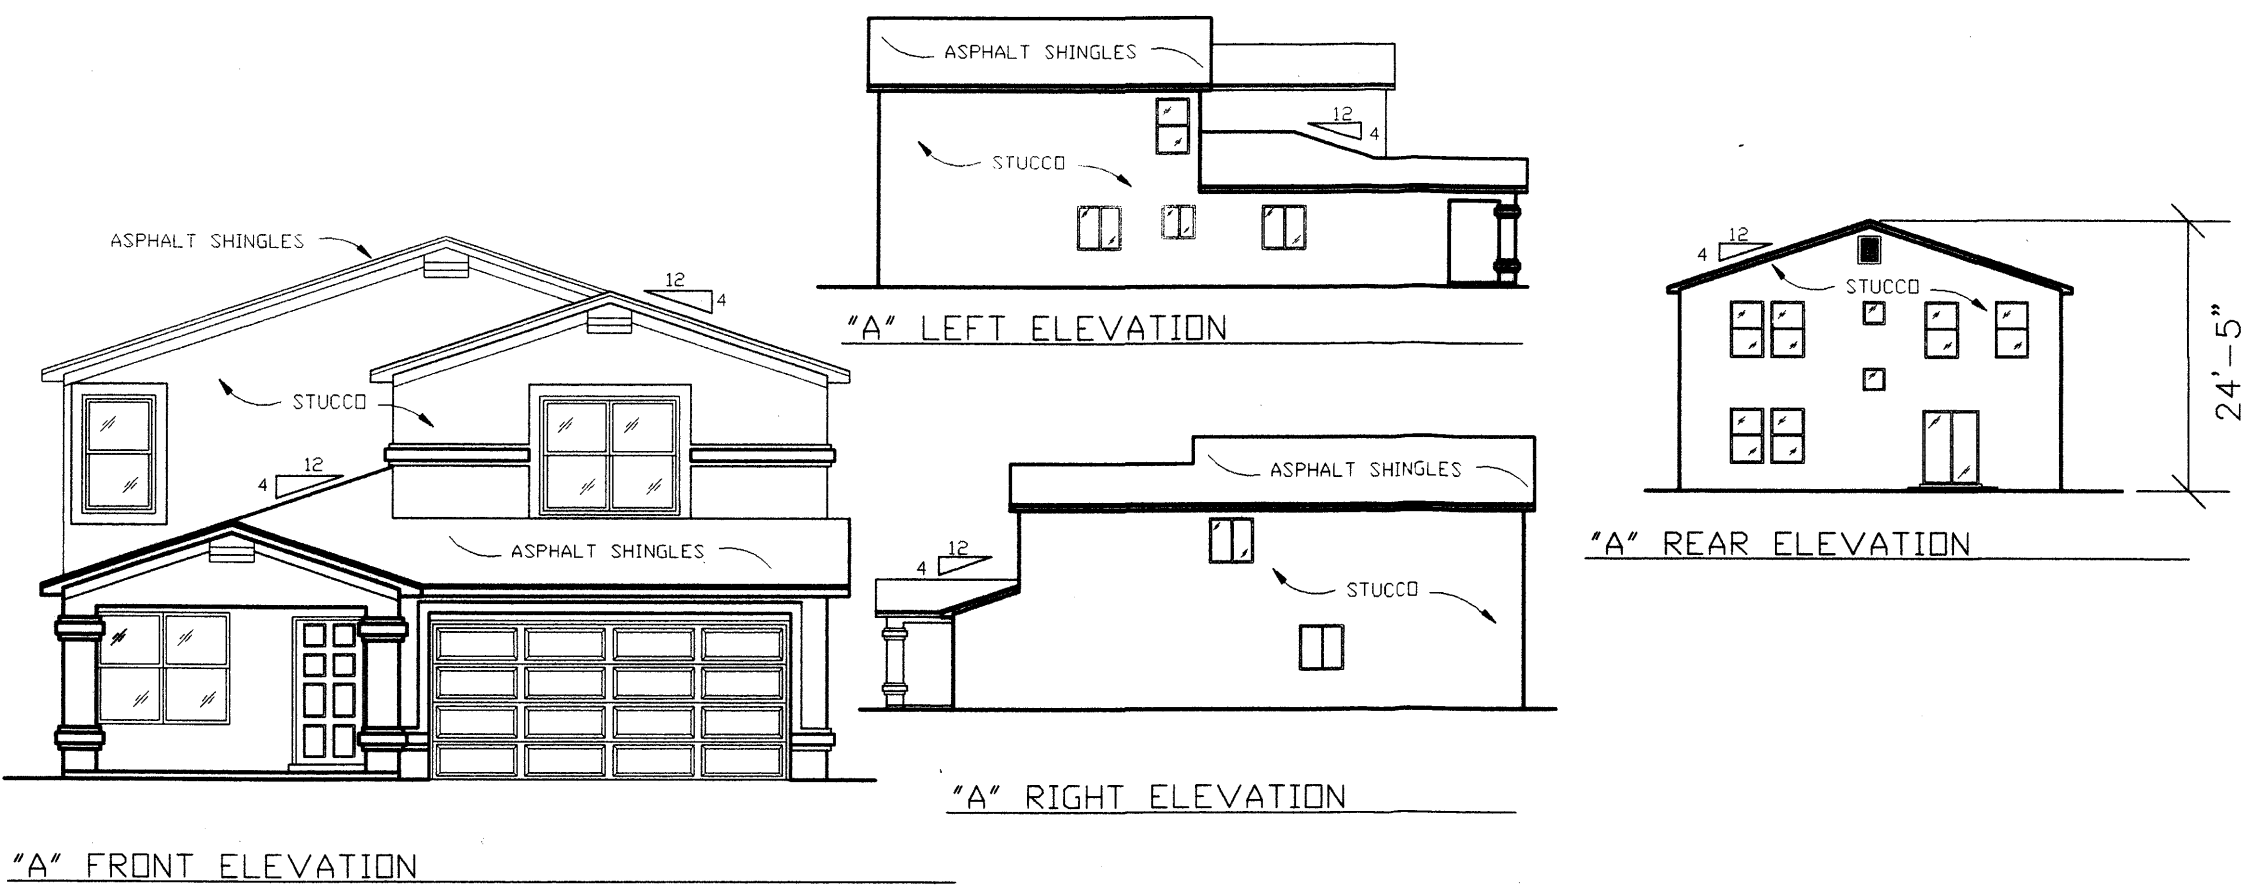 ASPHALT SHINGLES
12
4
STUCCO
12
4
ASPHALT SHINGLES
"A" FRONT ELEVATION
ASPHALT SHINGLES
12
4
STUCCO
"A" LEFT ELEVATION
ASPHALT SHINGLES
12
4
STUCCO
"A" RIGHT ELEVATION
12
4
STUCCO
24'-5"
"A" REAR ELEVATION